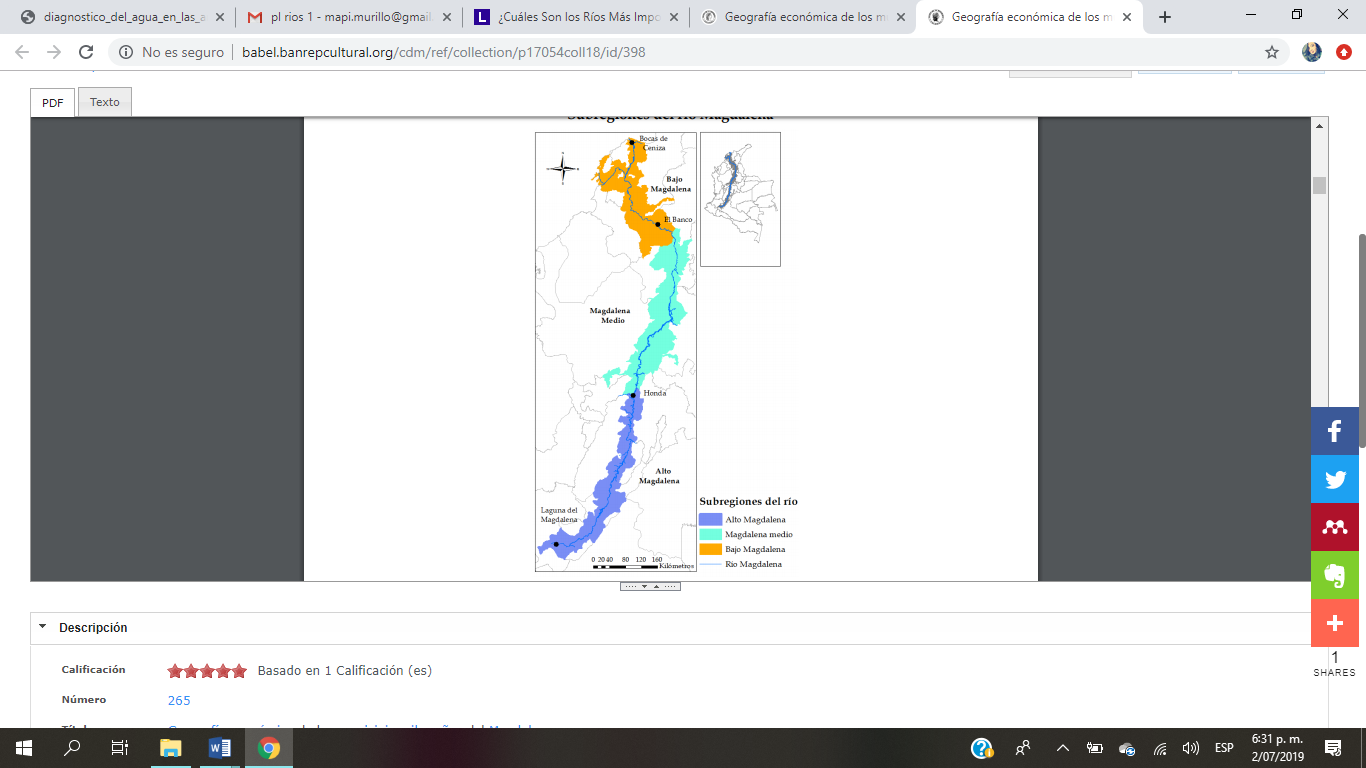 diagnostico_del_agua_en_las_a
pl rios 1 - mapi.murillo@gmail.
¿Cuáles Son los Ríos Más Impo
Geografía económica de los m
Geografía económica de los m
No es seguro
babel.banrepcultural.org/cdm/ref/collection/p17054coll18/id/398
PDF
Texto
Subregiones del río Magdalena
Bocas de
Ceniza
Bajo
Magdalena
El Banco
Magdalena
Medio
Honda
Alto
Magdalena
Laguna del
Magdalena
0 20 40 80 120 160
Kilómetros
Subregiones del río
Alto Magdalena
Magdalena medio
Bajo Magdalena
Río Magdalena
1
SHARES
Descripción
Calificación
Basado en 1 Calificación (es)
Número
265
ESP
6:31 p. m.
2/07/2019